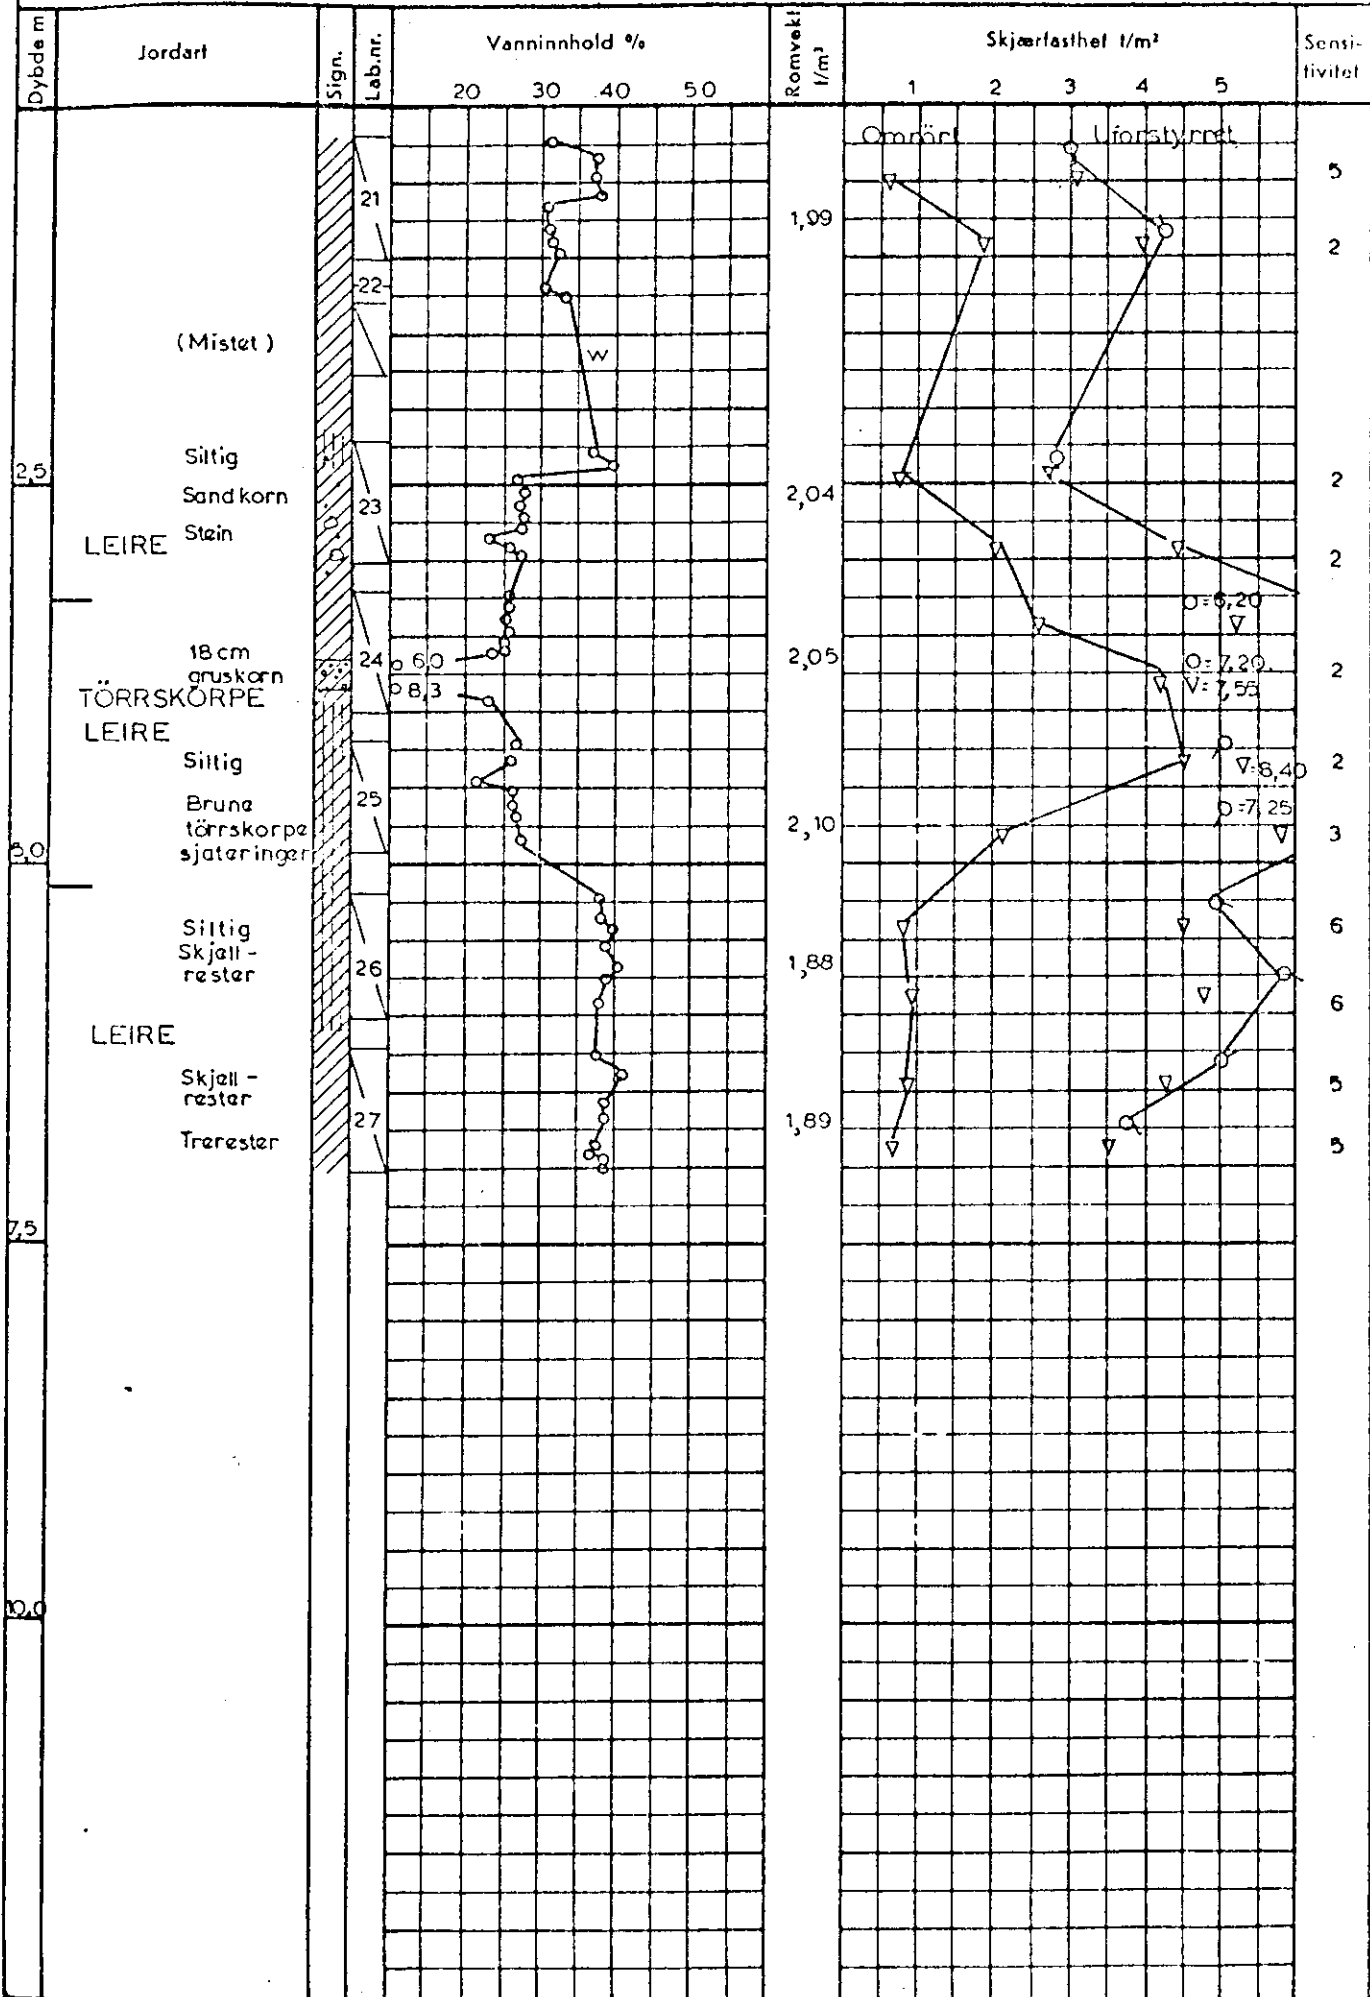 Dybde m
Jordart
Sign.
Lab.nr.
Vanninnhold %
20 30 40 50
Romvekt t/m³
Skjærfasthet t/m²
1 2 3 4 5
Sensi-
tivitet
Omrört Uforstyrret
5
21
1,99
2
22
(Mistet)
w
Siltig
2,5
2
Sandkorn
23
2,04
Stein
LEIRE
2
O=6,20
18 cm
gruskorn
24
6,0
2,05
O=7,20
2
8,3
∇=7,55
TÖRRSKORPE
LEIRE
Siltig
2
∇=8,40
25
Brune
törrskorpe
sjateringer
O=7,25
2,10
3
5,0
Siltig
Skjell-
rester
6
26
1,88
6
LEIRE
Skjell-
rester
5
27
1,89
Trerester
5
7,5
10,0